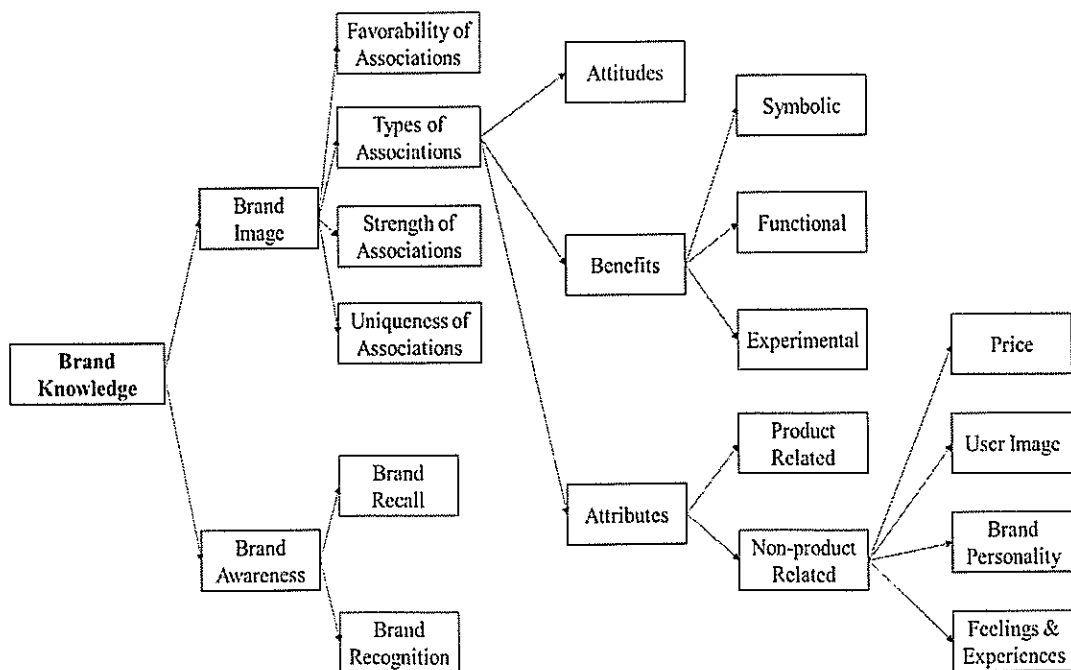 Favorability of
Associations
Attitudes
Symbolic
Types of
Associations
Brand
Image
Strength of
Associations
Functional
Benefits
Uniqueness of
Associations
Experimental
Price
Brand
Knowledge
Product
Related
User Image
Brand
Recall
Attributes
Brand
Awareness
Non-product
Related
Brand
Personality
Brand
Recognition
Feelings &
Experiences